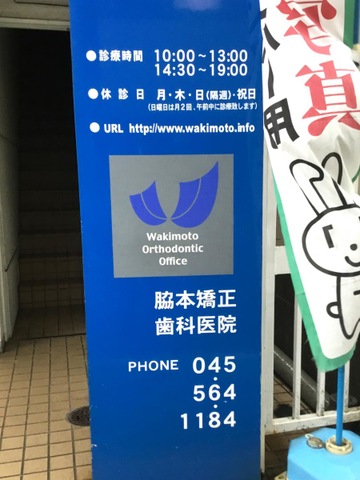 ●診療時間 10:00～13:00
14:30～19:00
●休診日 月・木・日(隔週)・祝日
(日曜日は月2回、午前中に診療致します)
●URL http://www.wakimoto.info
Wakimoto
Orthodontic
Office
脇本矯正
歯科医院
PHONE 045
564
1184
写真